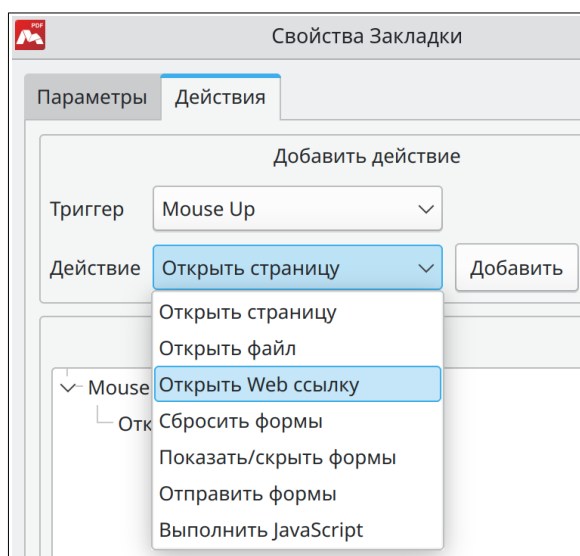 PDF
Свойства Закладки
Параметры Действия
Добавить действие
Триггер Mouse Up
Действие Открыть страницу Добавить
Открыть страницу
Открыть файл
Mouse Открыть Web ссылку
Отк Сбросить формы
Показать/скрыть формы
Отправить формы
Выполнить JavaScript